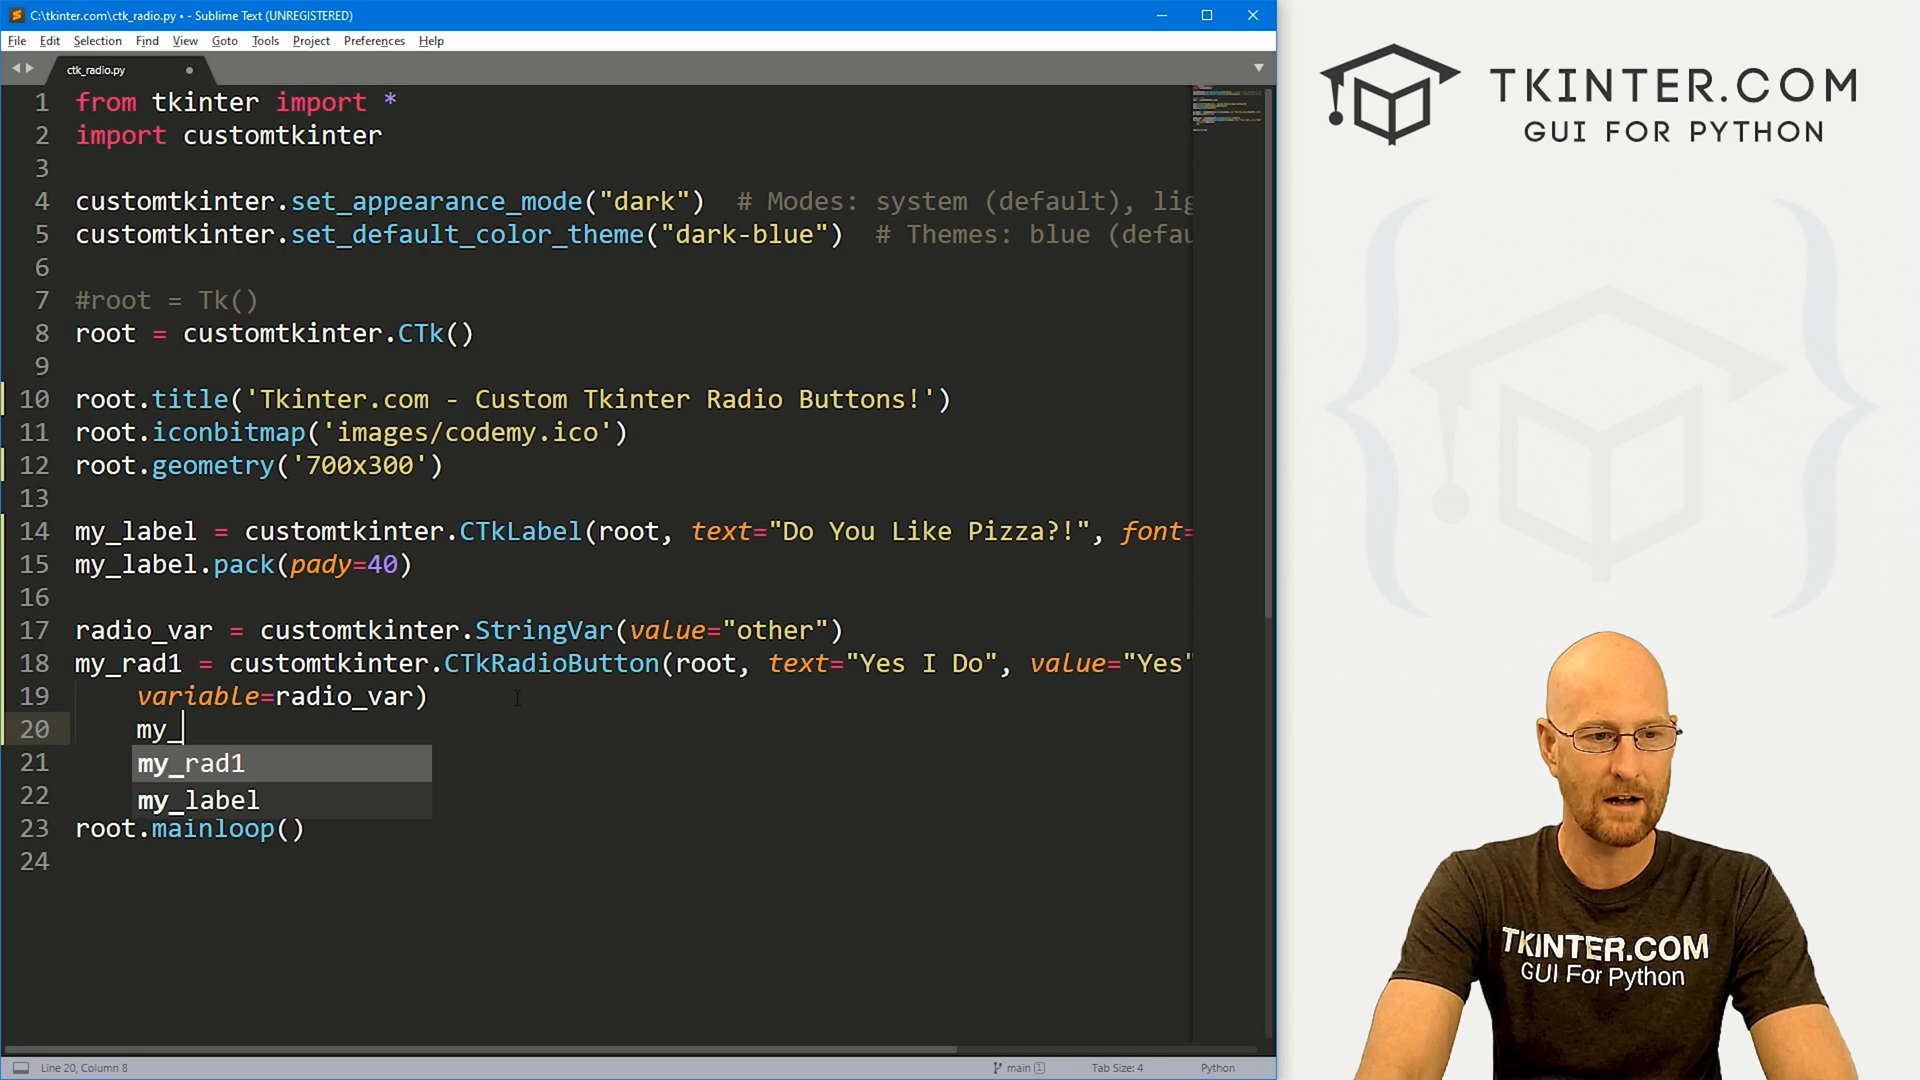 C:\tkinter.com\ctk_radio.py • - Sublime Text (UNREGISTERED)
File Edit Selection Find View Goto Tools Project Preferences Help
ctk_radio.py
1 from tkinter import *
2 import customtkinter
3
4 customtkinter.set_appearance_mode("dark")  # Modes: system (default), lig
5 customtkinter.set_default_color_theme("dark-blue")  # Themes: blue (defau
6
7 #root = Tk()
8 root = customtkinter.CTk()
9
10 root.title('Tkinter.com - Custom Tkinter Radio Buttons!')
11 root.iconbitmap('images/codemy.ico')
12 root.geometry('700x300')
13
14 my_label = customtkinter.CTkLabel(root, text="Do You Like Pizza?!", font=
15 my_label.pack(pady=40)
16
17 radio_var = customtkinter.StringVar(value="other")
18 my_rad1 = customtkinter.CTkRadioButton(root, text="Yes I Do", value="Yes"
19 variable=radio_var)
20 my_
21 my_rad1
22 my_label
23 root.mainloop()
24
Line 20, Column 8
main 1
Tab Size: 4
Python
TKINTER.COM
GUI FOR PYTHON
TKINTER.COM
GUI For Python